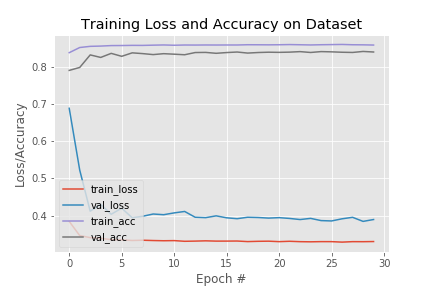 Training Loss and Accuracy on Dataset
Loss/Accuracy
0.8
0.7
0.6
0.5
0.4
train_loss
val_loss
train_acc
val_acc
0 5 10 15 20 25 30
Epoch #